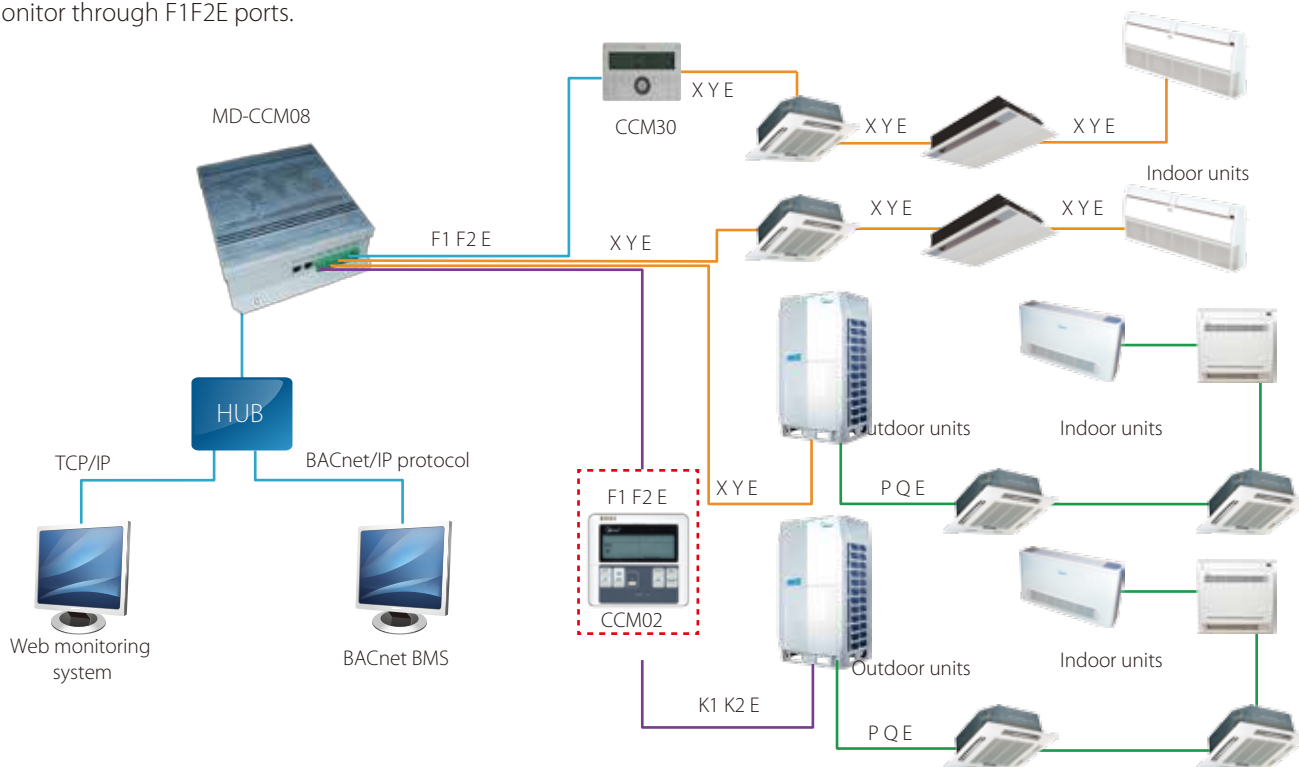 onitor through F1F2E ports.
MD-CCM08
CCM30
X Y E
X Y E
X Y E
Indoor units
F1 F2 E
X Y E
X Y E
X Y E
HUB
TCP/IP
BACnet/IP protocol
Web monitoring
system
BACnet BMS
F1 F2 E
CCM02
X Y E
utdoor units
P Q E
Indoor units
K1 K2 E
Outdoor units
P Q E
Indoor units